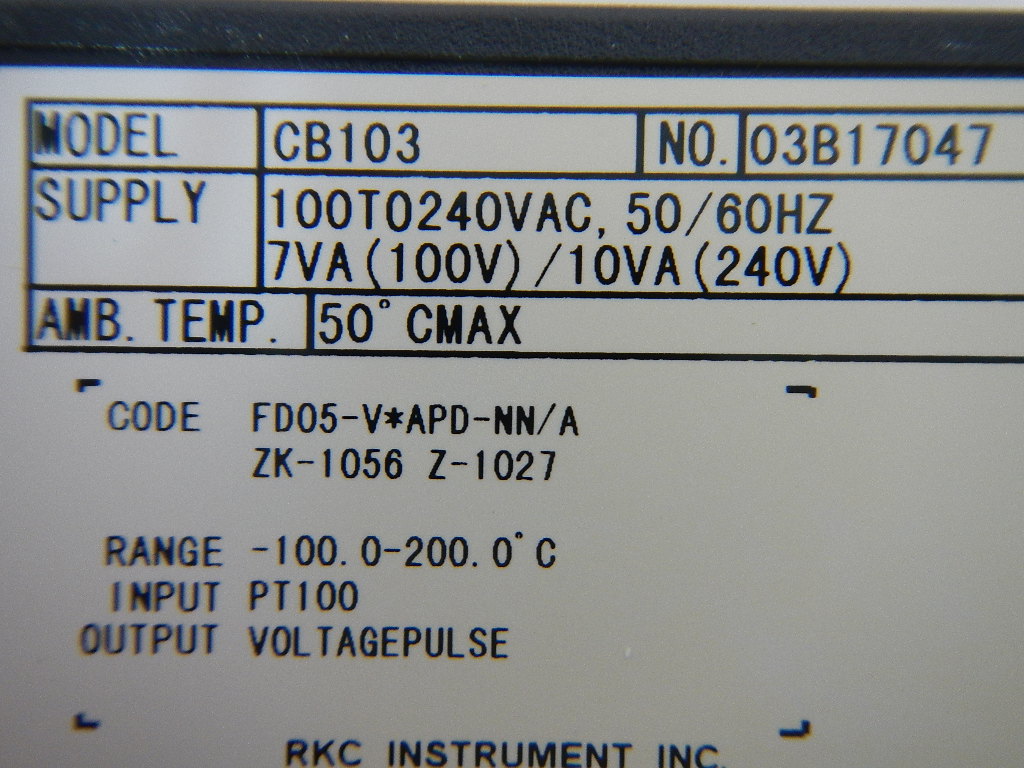 MODEL CB103 NO. 03B17047
SUPPLY 100TO240VAC, 50/60HZ
7VA(100V)/10VA(240V)
AMB. TEMP. 50°CMAX
CODE FD05-V*APD-NN/A
ZK-1056 Z-1027
RANGE -100.0-200.0°C
INPUT PT100
OUTPUT VOLTAGEPULSE
RKC INSTRUMENT INC.